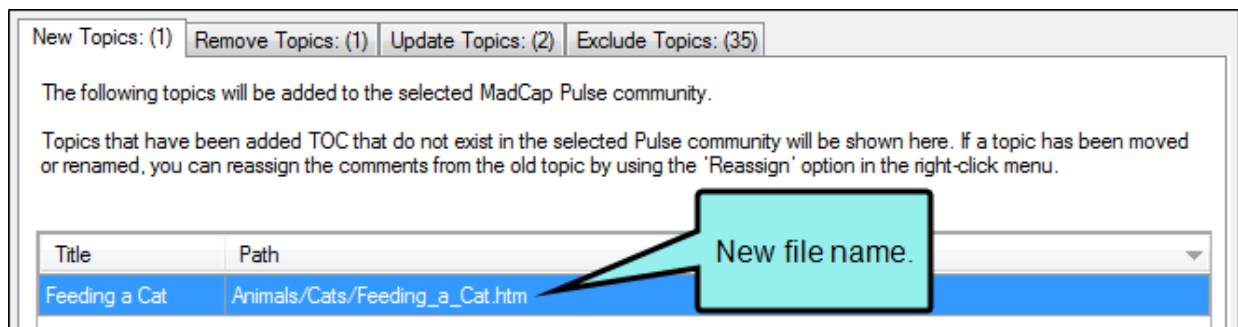 New Topics: (1) Remove Topics: (1) Update Topics: (2) Exclude Topics: (35)
The following topics will be added to the selected MadCap Pulse community.
Topics that have been added TOC that do not exist in the selected Pulse community will be shown here. If a topic has been moved
or renamed, you can reassign the comments from the old topic by using the 'Reassign' option in the right-click menu.
Title Path
New file name.
Feeding a Cat Animals/Cats/Feeding_a_Cat.htm